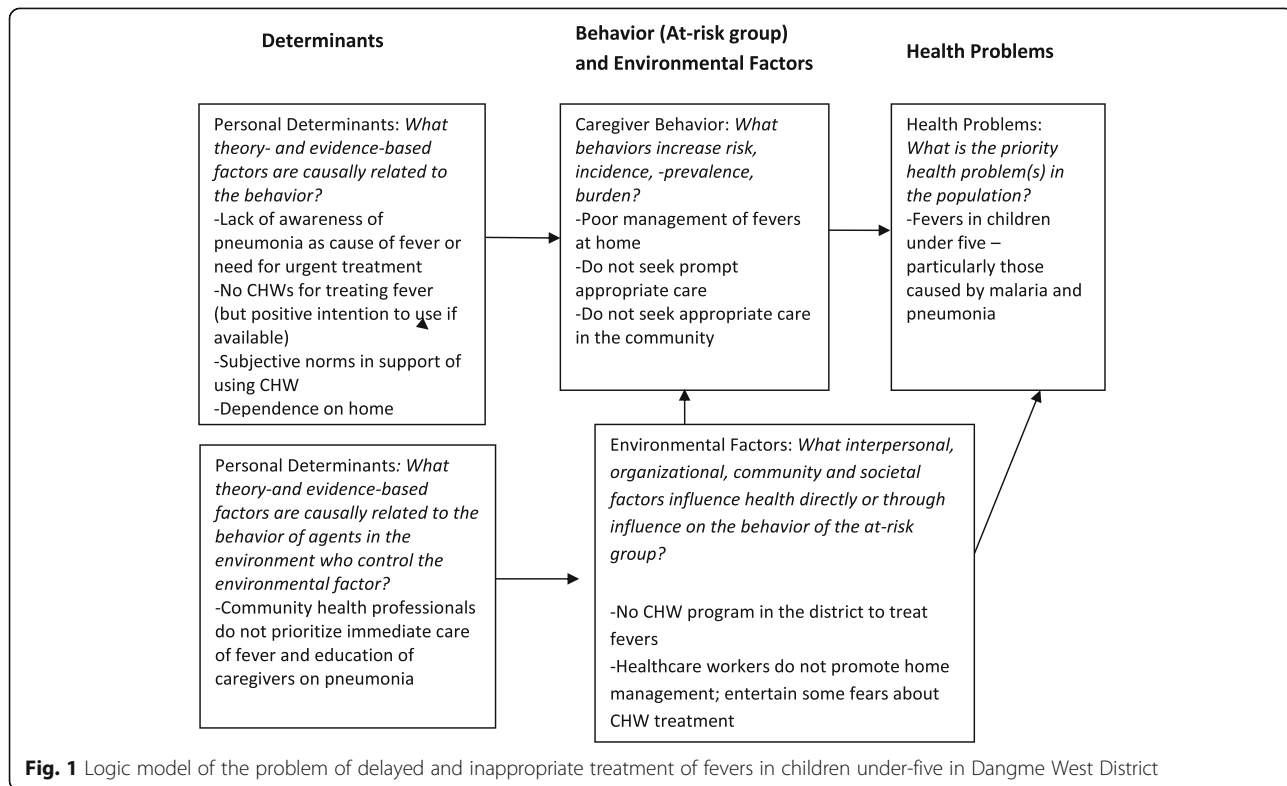 Determinants
Behavior (At-risk group)
and Environmental Factors
Health Problems
Personal Determinants: What
theory- and evidence-based
factors are causally related to
the behavior?
-Lack of awareness of
pneumonia as cause of fever or
need for urgent treatment
-No CHWs for treating fever
(but positive intention to use if
available)
-Subjective norms in support of
using CHW
-Dependence on home
Caregiver Behavior: What
behaviors increase risk,
incidence, -prevalence,
burden?
-Poor management of fevers
at home
-Do not seek prompt
appropriate care
-Do not seek appropriate care
in the community
Health Problems:
What is the priority
health problem(s) in
the population?
-Fevers in children
under five –
particularly those
caused by malaria and
pneumonia
Personal Determinants: What
theory-and evidence-based
factors are causally related to the
behavior of agents in the
environment who control the
environmental factor?
-Community health professionals
do not prioritize immediate care
of fever and education of
caregivers on pneumonia
Environmental Factors: What interpersonal,
organizational, community and societal
factors influence health directly or through
influence on the behavior of the at-risk
group?
-No CHW program in the district to treat
fevers
-Healthcare workers do not promote home
management; entertain some fears about
CHW treatment
Fig. 1 Logic model of the problem of delayed and inappropriate treatment of fevers in children under-five in Dangme West District